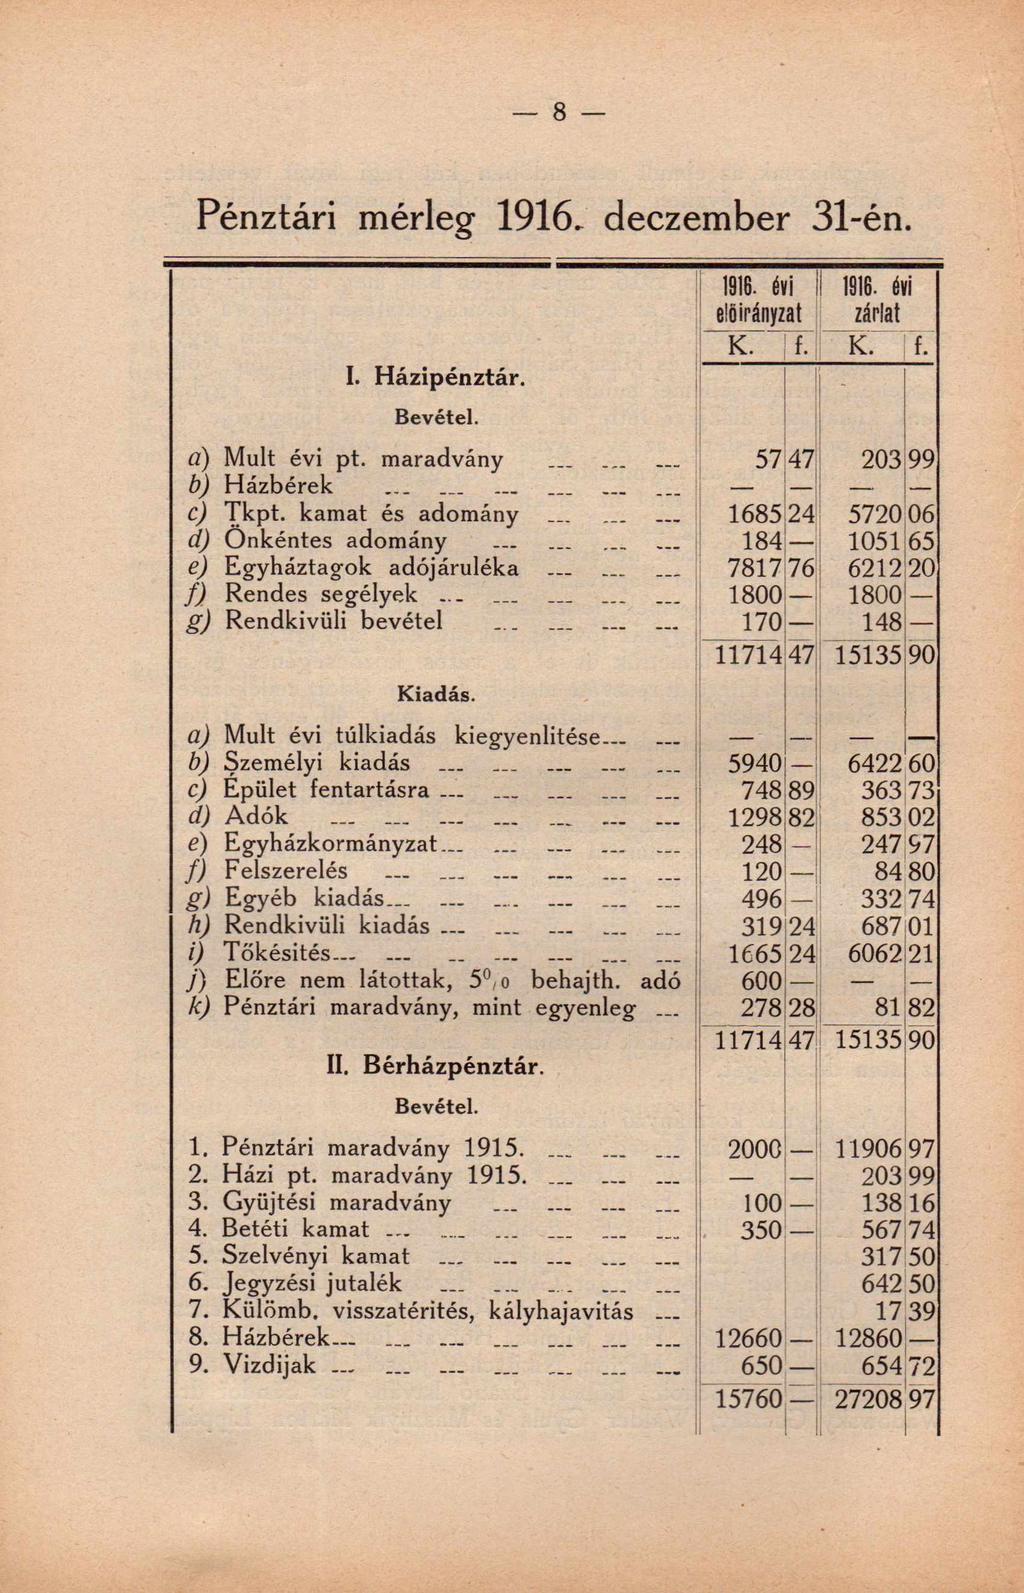 — 8 —
Pénztári mérleg 1916. deczember 31-én.
1916. évi 1916. évi
előirányzat zárlat
K. f. K. f.
I. Házipénztár.
Bevétel.
a) Mult évi pt. maradvány 57 47 203 99
b) Házbérek — — — —
c) Tkpt. kamat és adomány 1685 24 5720 06
d) Önkéntes adomány 184 — 1051 65
e) Egyháztagok adójáruléka 7817 76 6212 20
f) Rendes segélyek 1800 — 1800 —
g) Rendkivüli bevétel 170 — 148 —
11714 47 15135 90
Kiadás.
a) Mult évi túlkiadás kiegyenlitése — — — —
b) Személyi kiadás 5940 — 6422 60
c) Épület fentartásra 748 89 363 73
d) Adók 1298 82 853 02
e) Egyházkormányzat 248 — 247 97
f) Felszerelés 120 — 84 80
g) Egyéb kiadás 496 — 332 74
h) Rendkivüli kiadás 319 24 687 01
i) Tőkésités 1665 24 6062 21
j) Előre nem látottak, 5% behajth. adó 600 — — —
k) Pénztári maradvány, mint egyenleg 278 28 81 82
11714 47 15135 90
II. Bérházpénztár.
Bevétel.
1. Pénztári maradvány 1915. 2000 — 11906 97
2. Házi pt. maradvány 1915. — — 203 99
3. Gyüjtési maradvány 100 — 138 16
4. Betéti kamat 350 — 567 74
5. Szelvényi kamat 317 50
6. Jegyzési jutalék 642 50
7. Külömb. visszatérités, kályhajavitás 17 39
8. Házbérek 12660 — 12860 —
9. Vizdijak 650 — 654 72
15760 — 27208 97